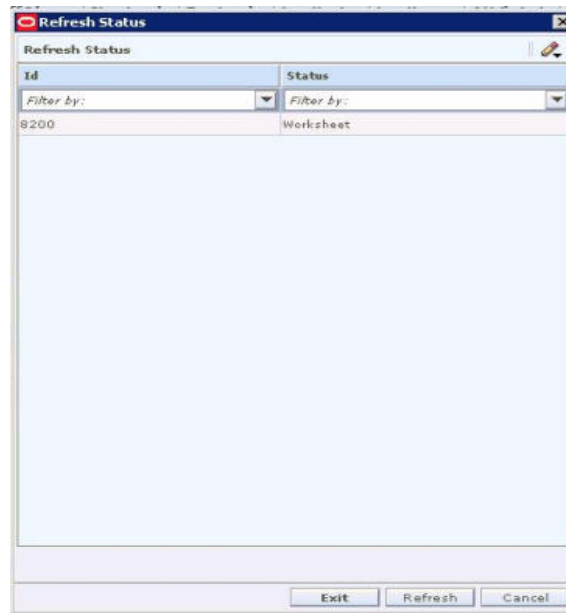 Refresh Status
Refresh Status
Id Status
Filter by: Filter by:
8200 Worksheet
Exit Refresh Cancel